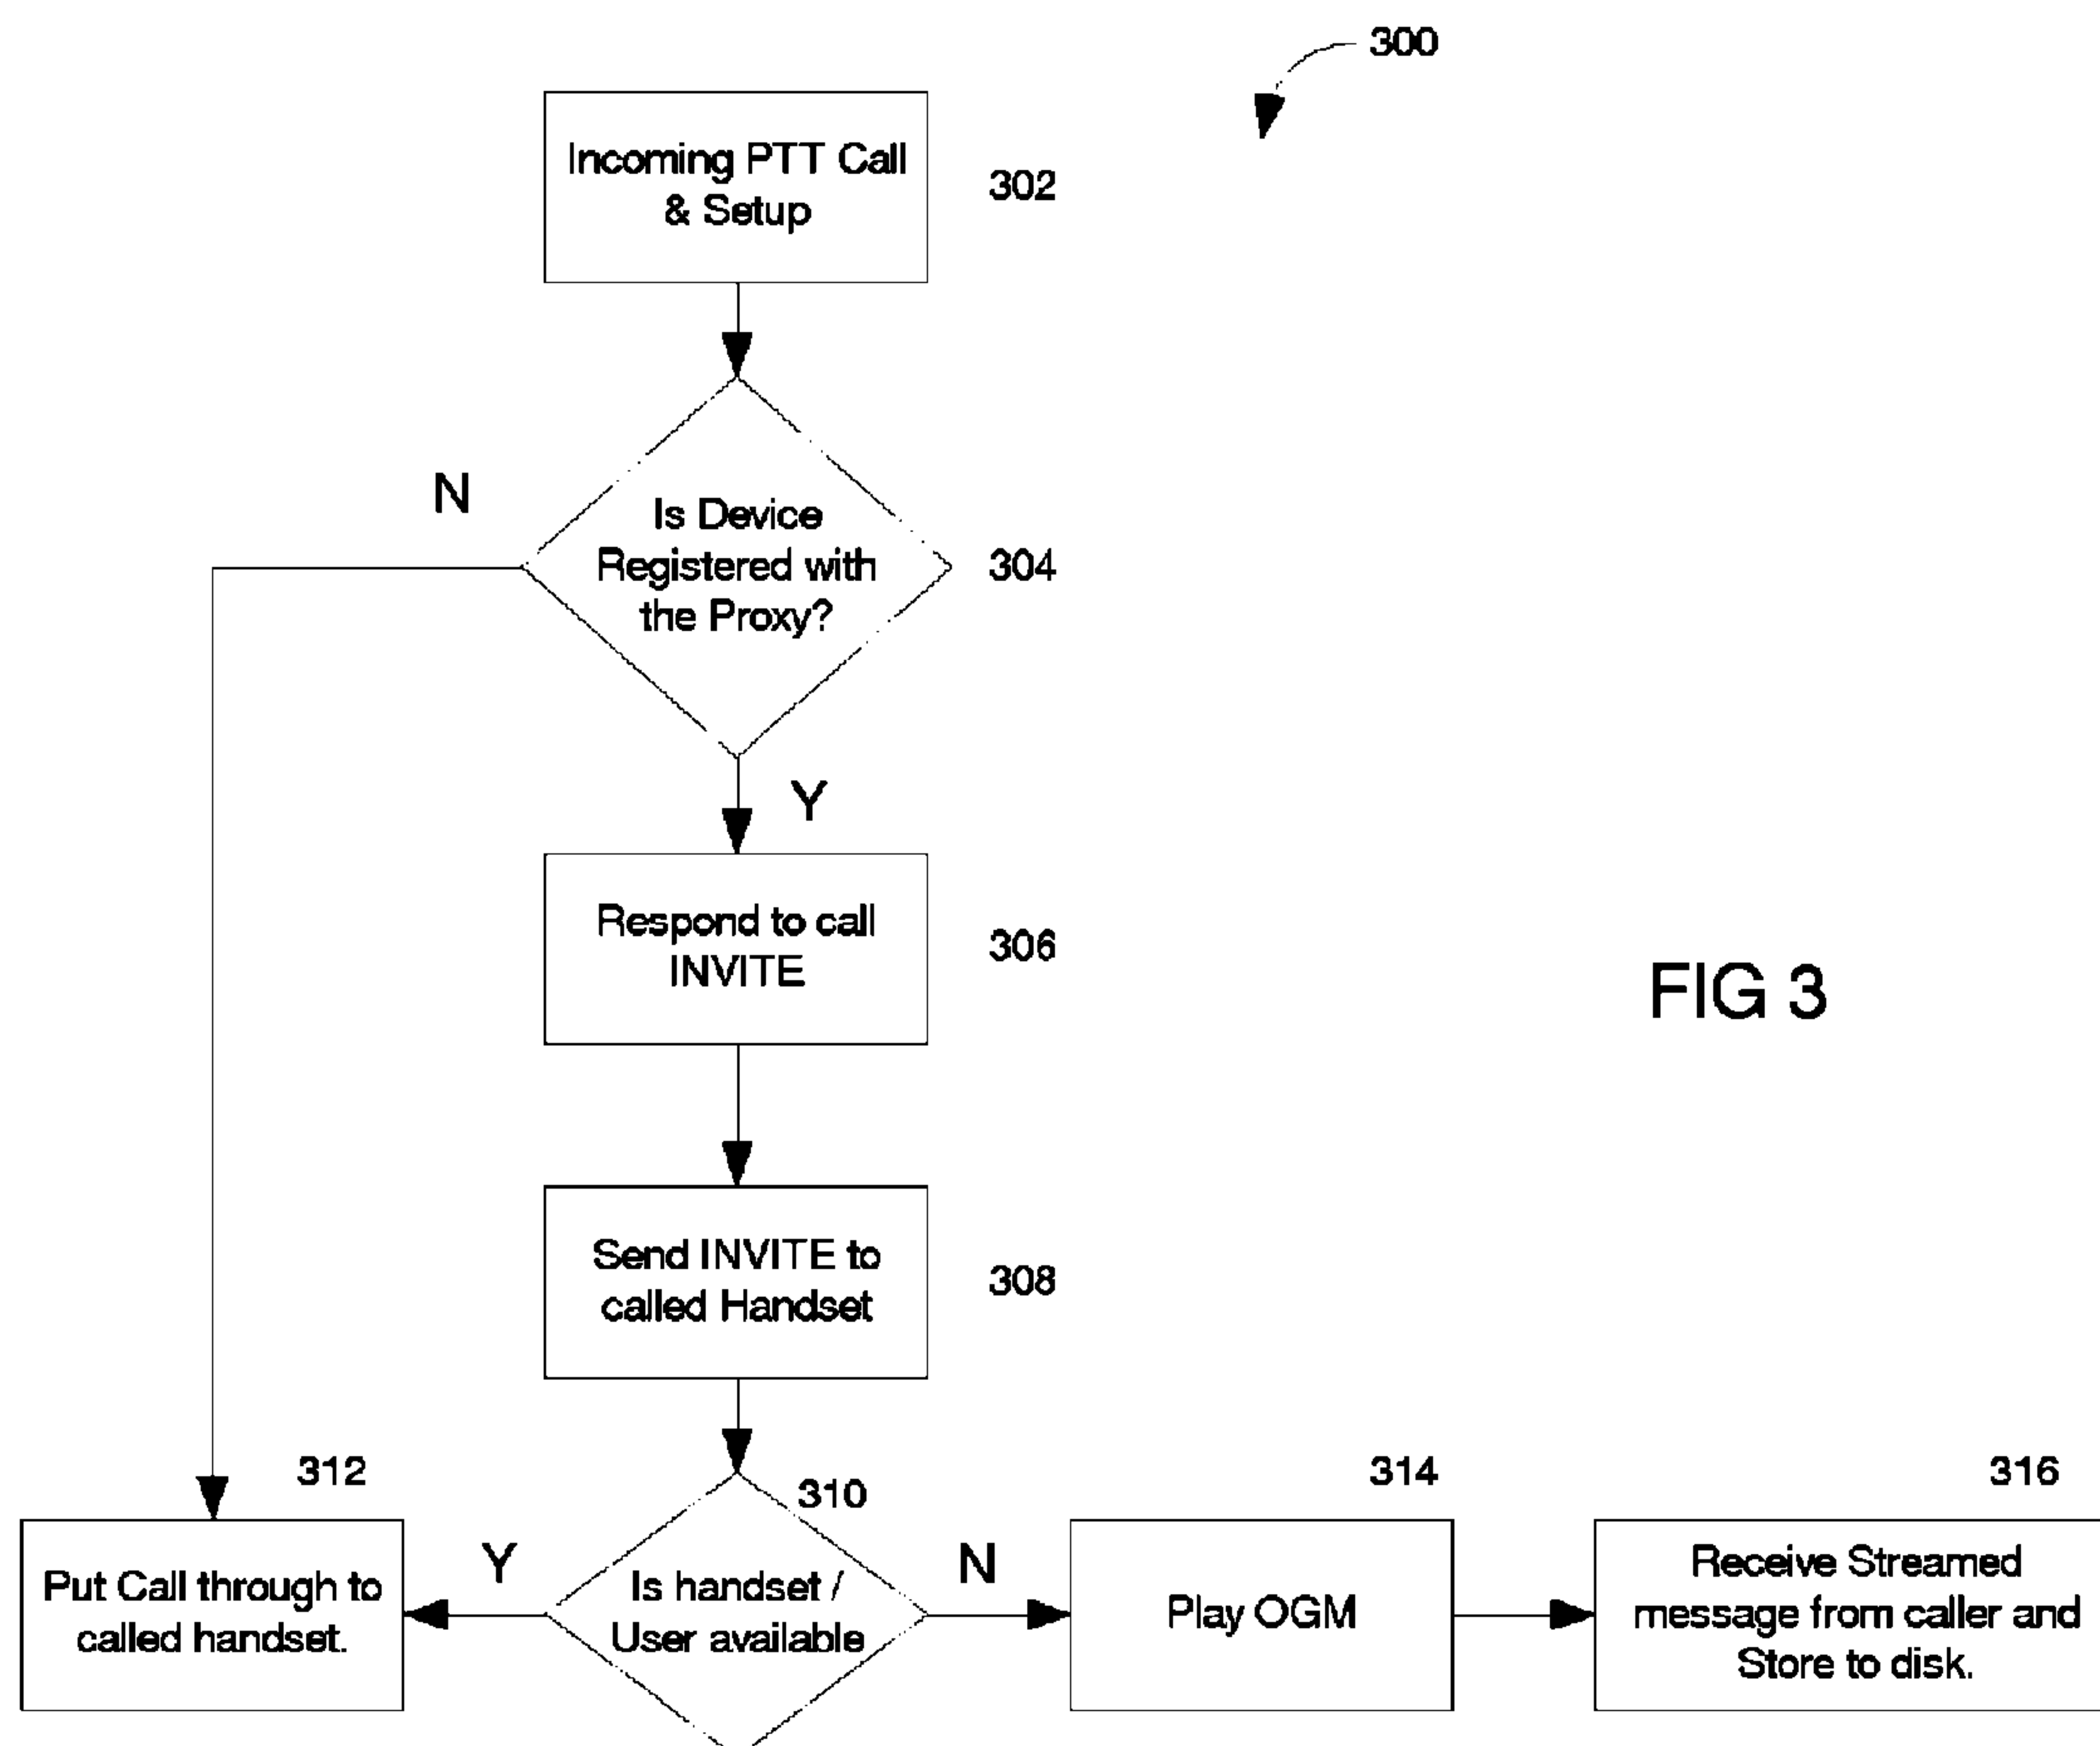 300
Incoming PTT Call
& Setup
302
N
Is Device
Registered with
the Proxy?
304
Y
Respond to call
INVITE
306
FIG 3
Send INVITE to
called Handset
308
312
310
314
316
Put Call through to
called handset.
Y
Is handset /
User available
N
Play OGM
Receive Streamed
message from caller and
Store to disk.